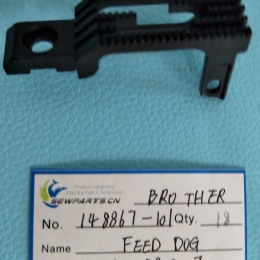 SEWPARTS.CN
BROTHER
No. 148867-101 Qty. 18
Name FEED DOG